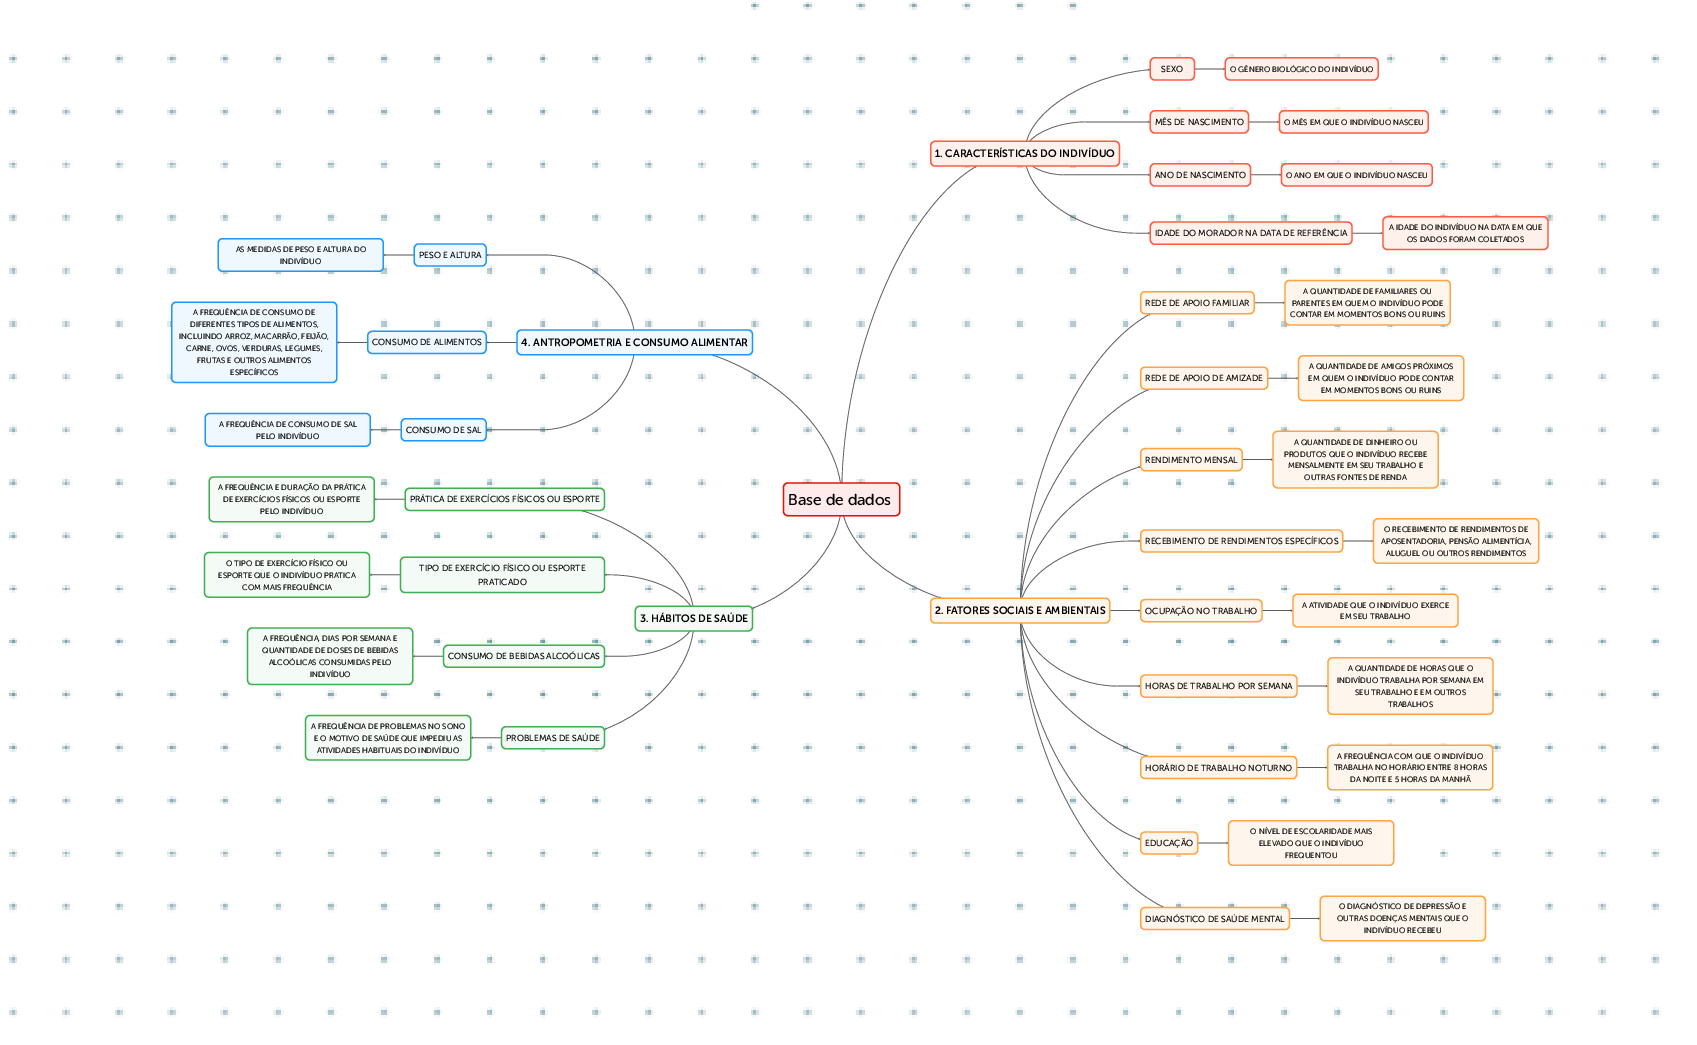 Base de dados
1. CARACTERÍSTICAS DO INDIVÍDUO
SEXO
O GÊNERO BIOLÓGICO DO INDIVÍDUO
MÊS DE NASCIMENTO
O MÊS EM QUE O INDIVÍDUO NASCEU
ANO DE NASCIMENTO
O ANO EM QUE O INDIVÍDUO NASCEU
IDADE DO MORADOR NA DATA DE REFERÊNCIA
A IDADE DO INDIVÍDUO NA DATA EM QUE
OS DADOS FORAM COLETADOS
2. FATORES SOCIAIS E AMBIENTAIS
REDE DE APOIO FAMILIAR
A QUANTIDADE DE FAMILIARES OU
PARENTES EM QUEM O INDIVÍDUO PODE
CONTAR EM MOMENTOS BONS OU RUINS
REDE DE APOIO DE AMIZADE
A QUANTIDADE DE AMIGOS PRÓXIMOS
EM QUEM O INDIVÍDUO PODE CONTAR
EM MOMENTOS BONS OU RUINS
RENDIMENTO MENSAL
A QUANTIDADE DE DINHEIRO OU
PRODUTOS QUE O INDIVÍDUO RECEBE
MENSALMENTE EM SEU TRABALHO E
OUTRAS FONTES DE RENDA
RECEBIMENTO DE RENDIMENTOS ESPECÍFICOS
O RECEBIMENTO DE RENDIMENTOS DE
APOSENTADORIA, PENSÃO ALIMENTÍCIA,
ALUGUEL OU OUTROS RENDIMENTOS
OCUPAÇÃO NO TRABALHO
A ATIVIDADE QUE O INDIVÍDUO EXERCE
EM SEU TRABALHO
HORAS DE TRABALHO POR SEMANA
A QUANTIDADE DE HORAS QUE O
INDIVÍDUO TRABALHA POR SEMANA EM
SEU TRABALHO E EM OUTROS
TRABALHOS
HORÁRIO DE TRABALHO NOTURNO
A FREQUÊNCIA COM QUE O INDIVÍDUO
TRABALHA NO HORÁRIO ENTRE 8 HORAS
DA NOITE E 5 HORAS DA MANHÃ
EDUCAÇÃO
O NÍVEL DE ESCOLARIDADE MAIS
ELEVADO QUE O INDIVÍDUO
FREQUENTOU
DIAGNÓSTICO DE SAÚDE MENTAL
O DIAGNÓSTICO DE DEPRESSÃO E
OUTRAS DOENÇAS MENTAIS QUE O
INDIVÍDUO RECEBEU
3. HÁBITOS DE SAÚDE
PRÁTICA DE EXERCÍCIOS FÍSICOS OU ESPORTE
A FREQUÊNCIA E DURAÇÃO DA PRÁTICA
DE EXERCÍCIOS FÍSICOS OU ESPORTE
PELO INDIVÍDUO
TIPO DE EXERCÍCIO FÍSICO OU ESPORTE
PRATICADO
O TIPO DE EXERCÍCIO FÍSICO OU
ESPORTE QUE O INDIVÍDUO PRATICA
COM MAIS FREQUÊNCIA
CONSUMO DE BEBIDAS ALCOÓLICAS
A FREQUÊNCIA, DIAS POR SEMANA E
QUANTIDADE DE DOSES DE BEBIDAS
ALCOÓLICAS CONSUMIDAS PELO
INDIVÍDUO
PROBLEMAS DE SAÚDE
A FREQUÊNCIA DE PROBLEMAS NO SONO
E O MOTIVO DE SAÚDE QUE IMPEDIU AS
ATIVIDADES HABITUAIS DO INDIVÍDUO
4. ANTROPOMETRIA E CONSUMO ALIMENTAR
PESO E ALTURA
AS MEDIDAS DE PESO E ALTURA DO
INDIVÍDUO
CONSUMO DE ALIMENTOS
A FREQUÊNCIA DE CONSUMO DE
DIFERENTES TIPOS DE ALIMENTOS,
INCLUINDO ARROZ, MACARRÃO, FEIJÃO,
CARNE, OVOS, VERDURAS, LEGUMES,
FRUTAS E OUTROS ALIMENTOS
ESPECÍFICOS
CONSUMO DE SAL
A FREQUÊNCIA DE CONSUMO DE SAL
PELO INDIVÍDUO